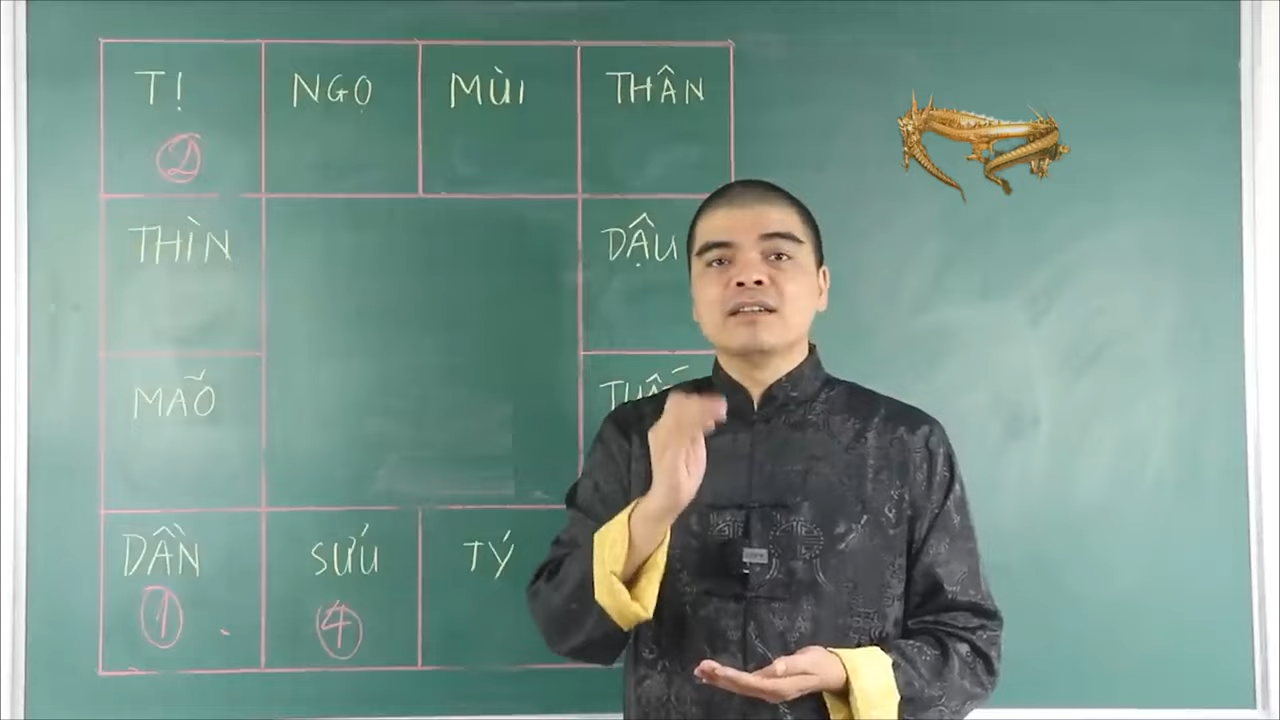 TỊ NGỌ MÙI THÂN
②
THÌN DẬU
MÃO
DẦN SỬU TÝ
① ④